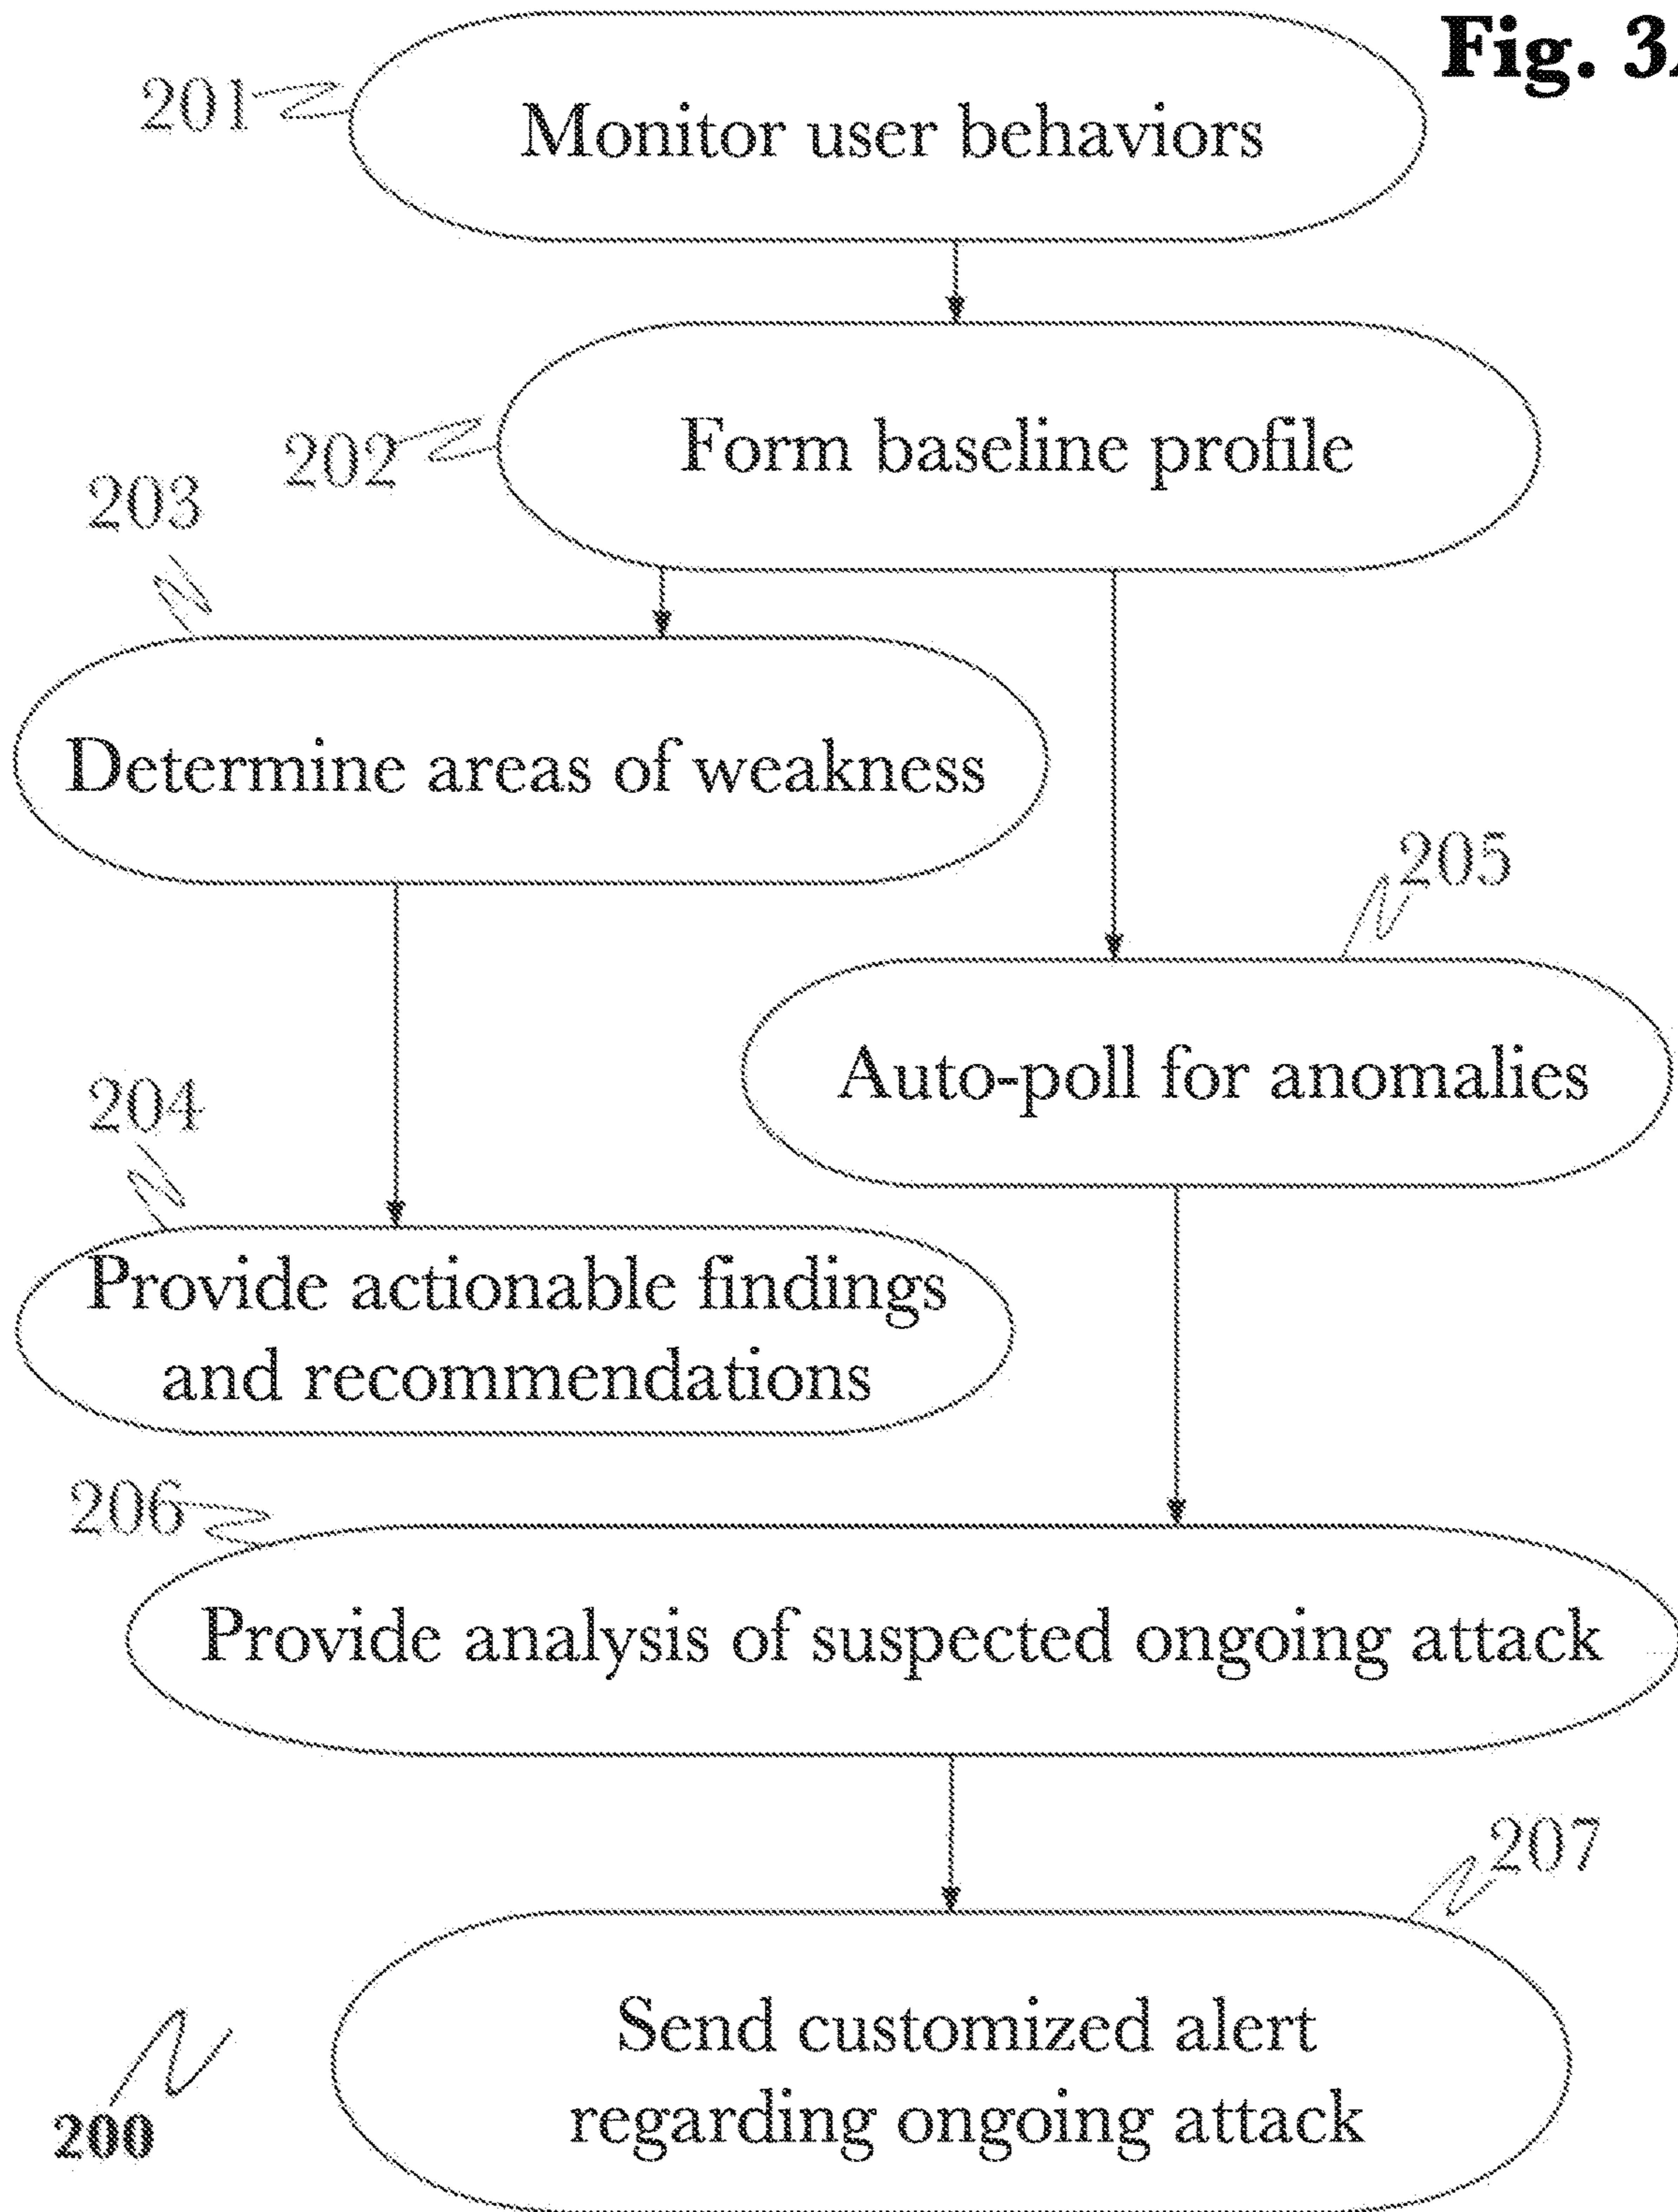 Fig. 3A
201
Monitor user behaviors
202
Form baseline profile
203
Determine areas of weakness
205
Auto-poll for anomalies
204
Provide actionable findings
and recommendations
206
Provide analysis of suspected ongoing attack
207
Send customized alert
regarding ongoing attack
200